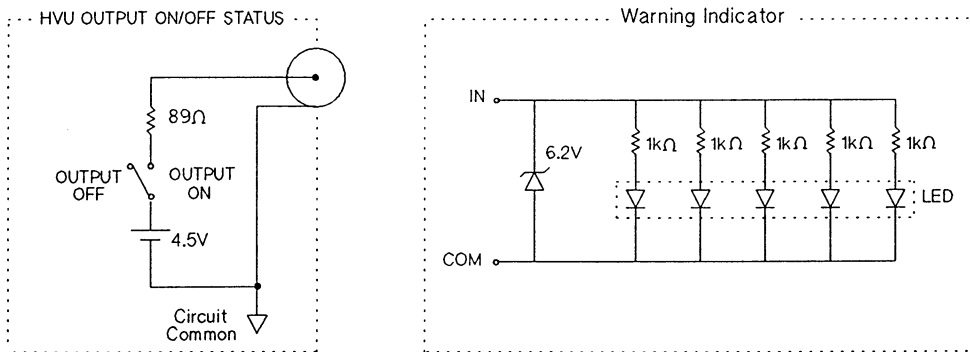 HVU OUTPUT ON/OFF STATUS
89Ω
OUTPUT
OFF
OUTPUT
ON
4.5V
Circuit
Common
Warning Indicator
IN
6.2V
1kΩ
1kΩ
1kΩ
1kΩ
1kΩ
LED
COM